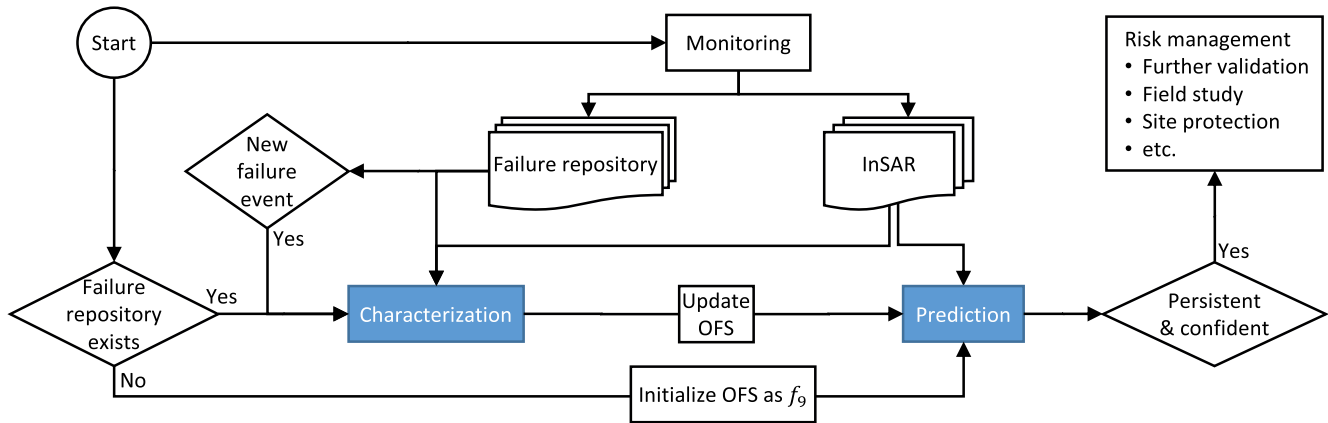 Start
Monitoring
Risk management
• Further validation
• Field study
• Site protection
• etc.
New
failure
event
Failure repository
InSAR
Yes
Yes
Failure
repository
exists
Yes
Characterization
Update
OFS
Prediction
Persistent
& confident
No
Initialize OFS as f₉